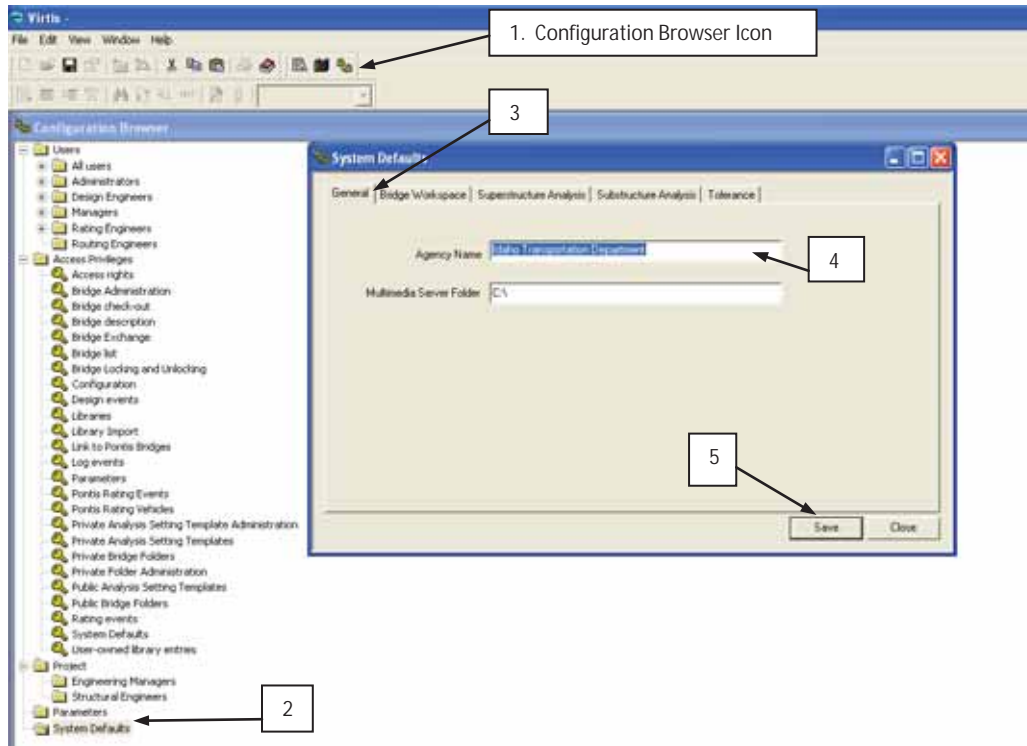 Virtis -
File Edit View Window Help
1. Configuration Browser Icon
3
Configuration Browser
Users
All users
Administrators
Design Engineers
Managers
Rating Engineers
Routing Engineers
Access Privileges
Access rights
Bridge Administration
Bridge check-out
Bridge description
Bridge Exchange
Bridge list
Bridge Locking and Unlocking
Configuration
Design events
Libraries
Library Import
Link to Pontis Bridges
Log events
Parameters
Pontis Rating Events
Pontis Rating Vehicles
Private Analysis Setting Template Administration
Private Analysis Setting Templates
Private Bridge Folders
Private Folder Administration
Public Analysis Setting Templates
Public Bridge Folders
Rating events
System Defaults
User-owned library entries
Project
Engineering Managers
Structural Engineers
Parameters
System Defaults
2
System Defaults
General Bridge Workspace Superstructure Analysis Substructure Analysis Tolerance
Agency Name Idaho Transportation Department
4
Multimedia Server Folder C:\
5
Save Close